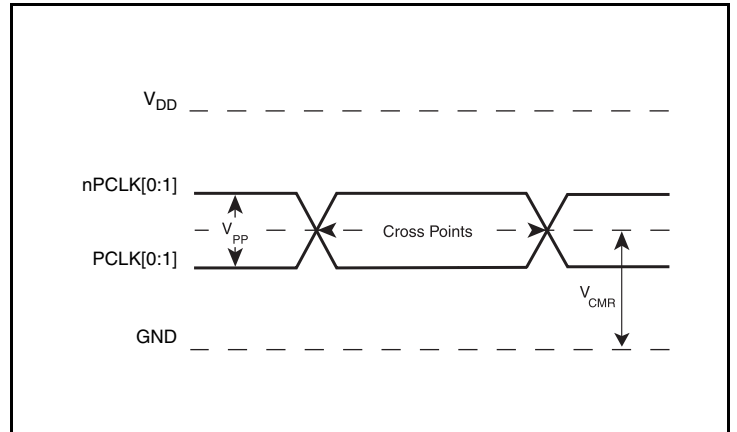 VDD
nPCLK[0:1]
VPP
Cross Points
PCLK[0:1]
VCMR
GND